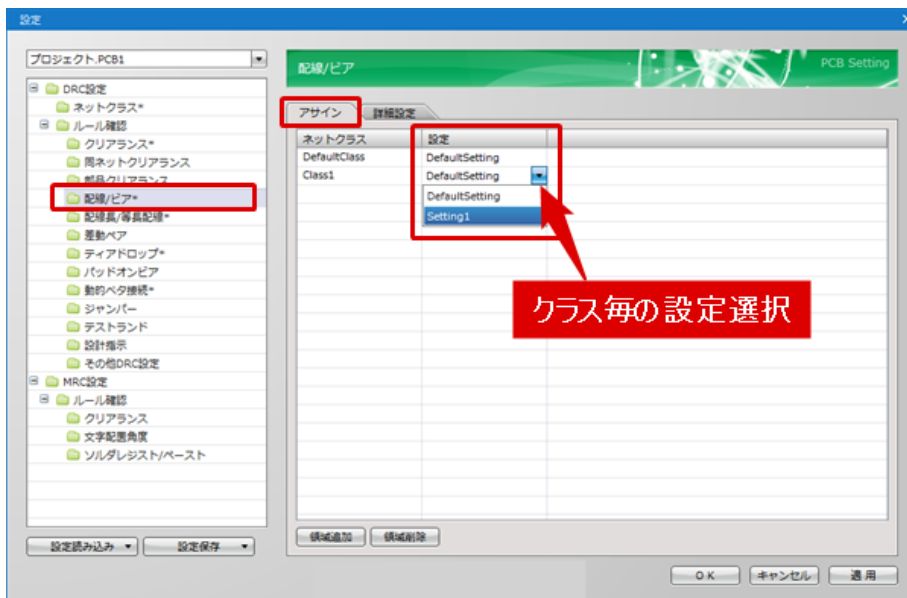 設定
プロジェクト.PCB1
配線/ビア
PCB Setting
DRC設定
ネットクラス*
ルール確認
クリアランス*
同ネットクリアランス
部品クリアランス
配線/ビア*
配線長/等長配線*
差動ペア
ティアドロップ*
パッドオンビア
動的ベタ接続*
ジャンパー
テストランド
設計指示
その他DRC設定
MRC設定
ルール確認
クリアランス
文字配置角度
ソルダレジスト/ペースト
設定読み込み
設定保存
アサイン
詳細設定
ネットクラス 設定
DefaultClass DefaultSetting
Class1 DefaultSetting
DefaultSetting
Setting1
クラス毎の設定選択
領域追加
領域削除
OK
キャンセル
適用